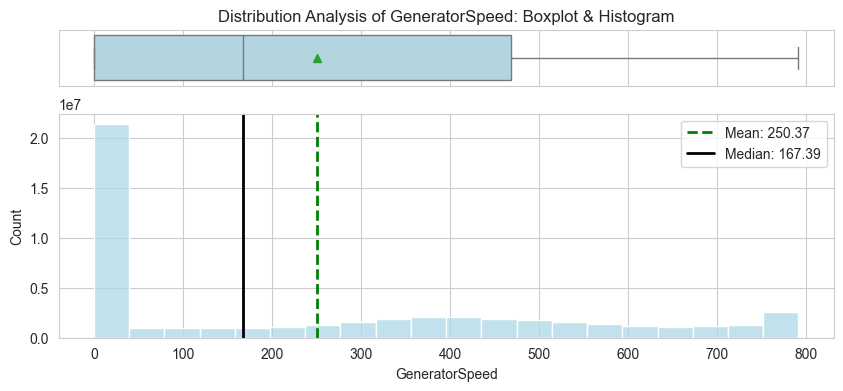 Distribution Analysis of GeneratorSpeed: Boxplot & Histogram
1e7
2.0
1.5
1.0
0.5
0.0
Count
Mean: 250.37
Median: 167.39
0 100 200 300 400 500 600 700 800
GeneratorSpeed